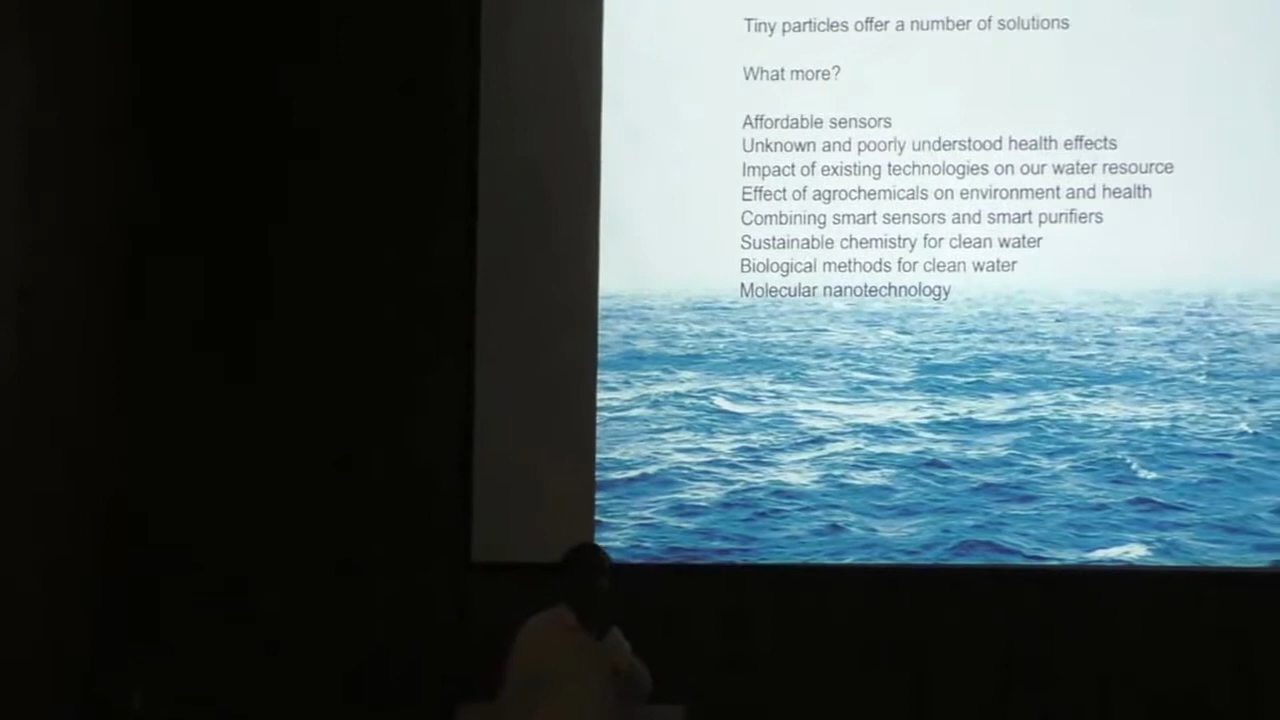 Tiny particles offer a number of solutions
What more?
Affordable sensors
Unknown and poorly understood health effects
Impact of existing technologies on our water resource
Effect of agrochemicals on environment and health
Combining smart sensors and smart purifiers
Sustainable chemistry for clean water
Biological methods for clean water
Molecular nanotechnology